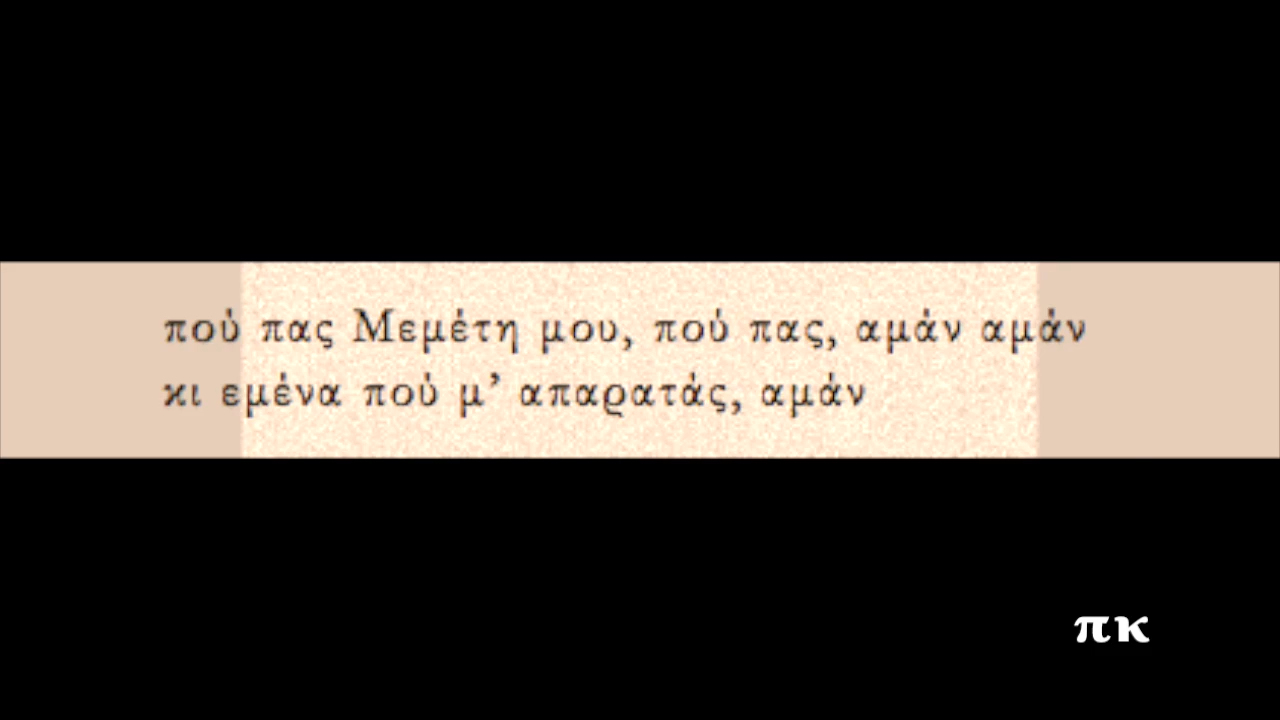 πού πας Μεμέτη μου, πού πας, αμάν αμάν
κι εμένα πού μ’ απαρατάς, αμάν
πκ